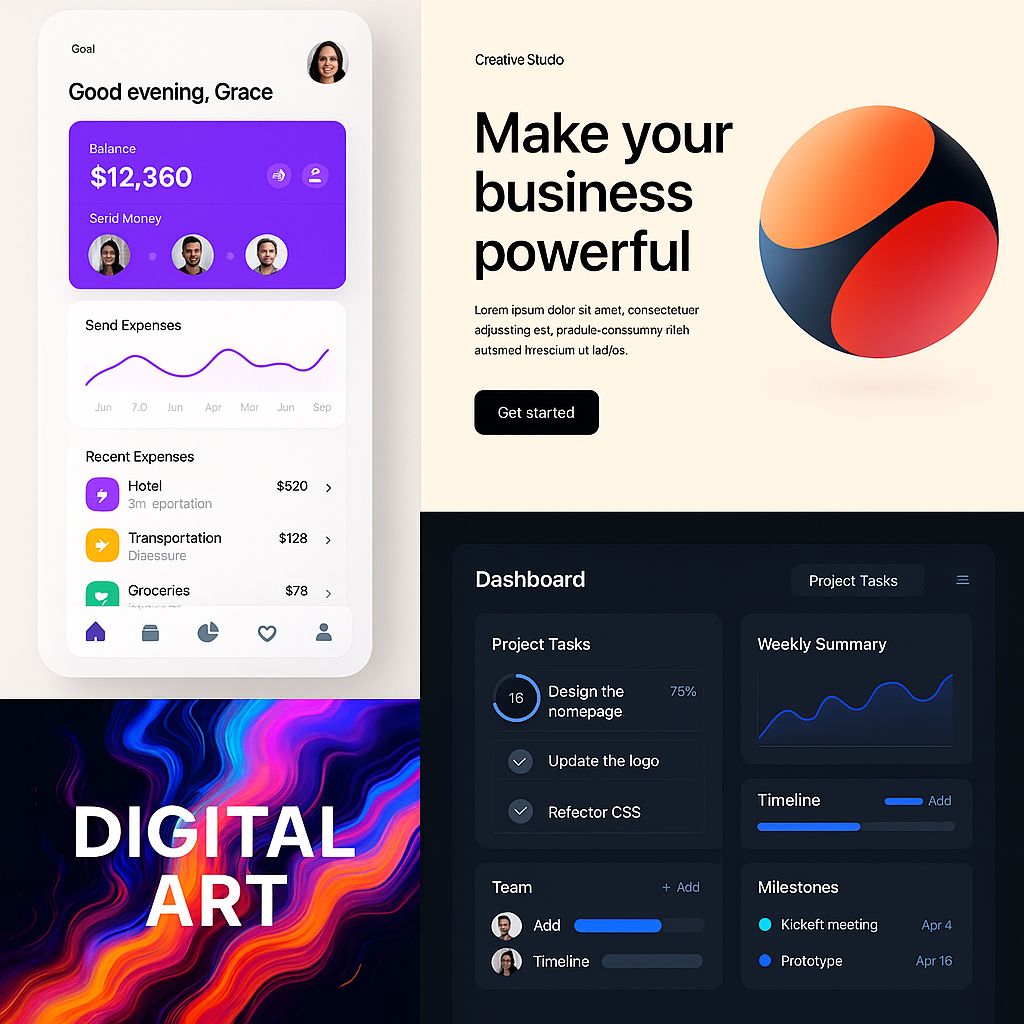 Goal
Good evening, Grace
Balance
$12,360
Serid Money
Send Expenses
Jun 7.0 Jun Apr Mor Jun Sep
Recent Expenses
Hotel $520
3m eportation
Transportation $128
Diaessure
Groceries $78
Creative Studo
Make your
business
powerful
Lorem ipsum dolor sit amet, consectetuer
adjussting est, pradule-conssumny rileh
autsmed hrescium ut lad/os.
Get started
DIGITAL
ART
Dashboard
Project Tasks
Project Tasks
16
Design the 75%
nomepage
Update the logo
Refector CSS
Weekly Summary
Timeline Add
Team + Add
Add
Timeline
Milestones
Kickeft meeting Apr 4
Prototype Apr 16